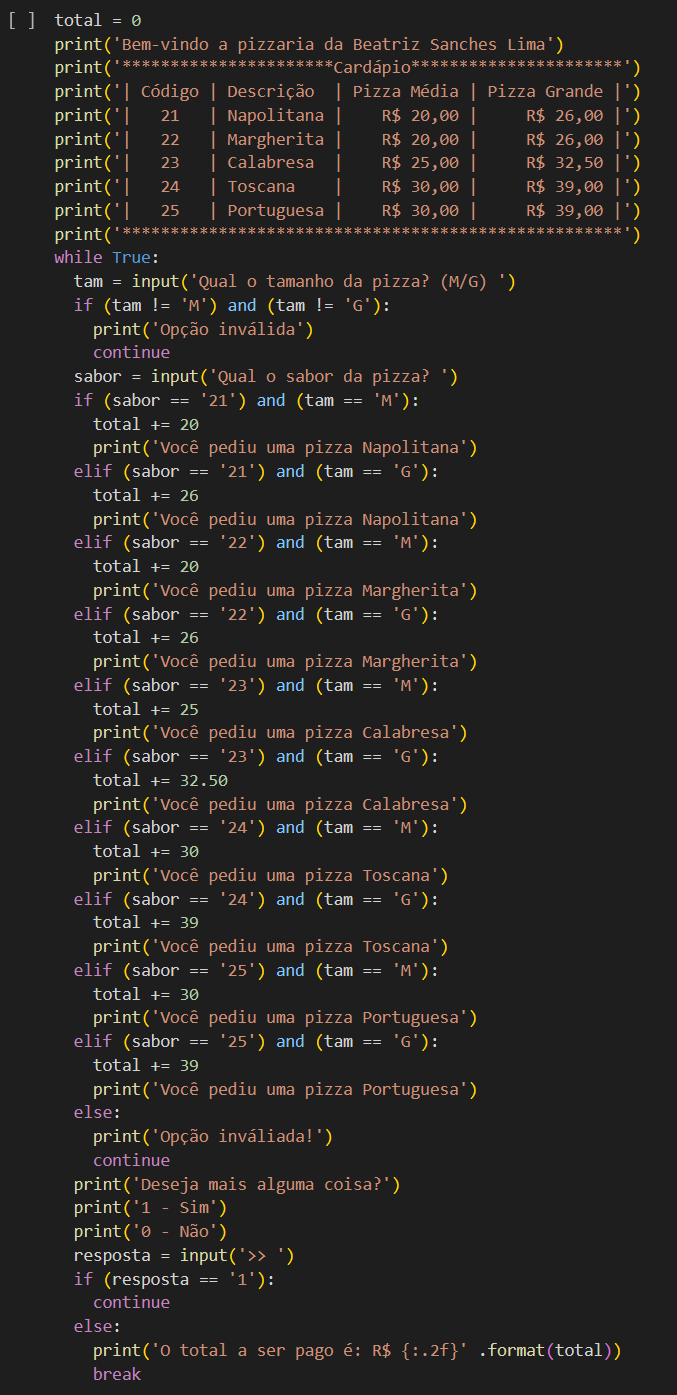 [ ] total = 0
print('Bem-vindo a pizzaria da Beatriz Sanches Lima')
print('**********************Cardápio**********************')
print('| Código | Descrição  | Pizza Média | Pizza Grande |')
print('|   21   | Napolitana |    R$ 20,00 |     R$ 26,00 |')
print('|   22   | Margherita |    R$ 20,00 |     R$ 26,00 |')
print('|   23   | Calabresa  |    R$ 25,00 |     R$ 32,50 |')
print('|   24   | Toscana    |    R$ 30,00 |     R$ 39,00 |')
print('|   25   | Portuguesa |    R$ 30,00 |     R$ 39,00 |')
print('****************************************************')
while True:
  tam = input('Qual o tamanho da pizza? (M/G) ')
  if (tam != 'M') and (tam != 'G'):
    print('Opção inválida')
    continue
  sabor = input('Qual o sabor da pizza? ')
  if (sabor == '21') and (tam == 'M'):
    total += 20
    print('Você pediu uma pizza Napolitana')
  elif (sabor == '21') and (tam == 'G'):
    total += 26
    print('Você pediu uma pizza Napolitana')
  elif (sabor == '22') and (tam == 'M'):
    total += 20
    print('Você pediu uma pizza Margherita')
  elif (sabor == '22') and (tam == 'G'):
    total += 26
    print('Você pediu uma pizza Margherita')
  elif (sabor == '23') and (tam == 'M'):
    total += 25
    print('Você pediu uma pizza Calabresa')
  elif (sabor == '23') and (tam == 'G'):
    total += 32.50
    print('Você pediu uma pizza Calabresa')
  elif (sabor == '24') and (tam == 'M'):
    total += 30
    print('Você pediu uma pizza Toscana')
  elif (sabor == '24') and (tam == 'G'):
    total += 39
    print('Você pediu uma pizza Toscana')
  elif (sabor == '25') and (tam == 'M'):
    total += 30
    print('Você pediu uma pizza Portuguesa')
  elif (sabor == '25') and (tam == 'G'):
    total += 39
    print('Você pediu uma pizza Portuguesa')
  else:
    print('Opção inváliada!')
    continue
  print('Deseja mais alguma coisa?')
  print('1 - Sim')
  print('0 - Não')
  resposta = input('>> ')
  if (resposta == '1'):
    continue
  else:
    print('O total a ser pago é: R$ {:.2f}' .format(total))
    break